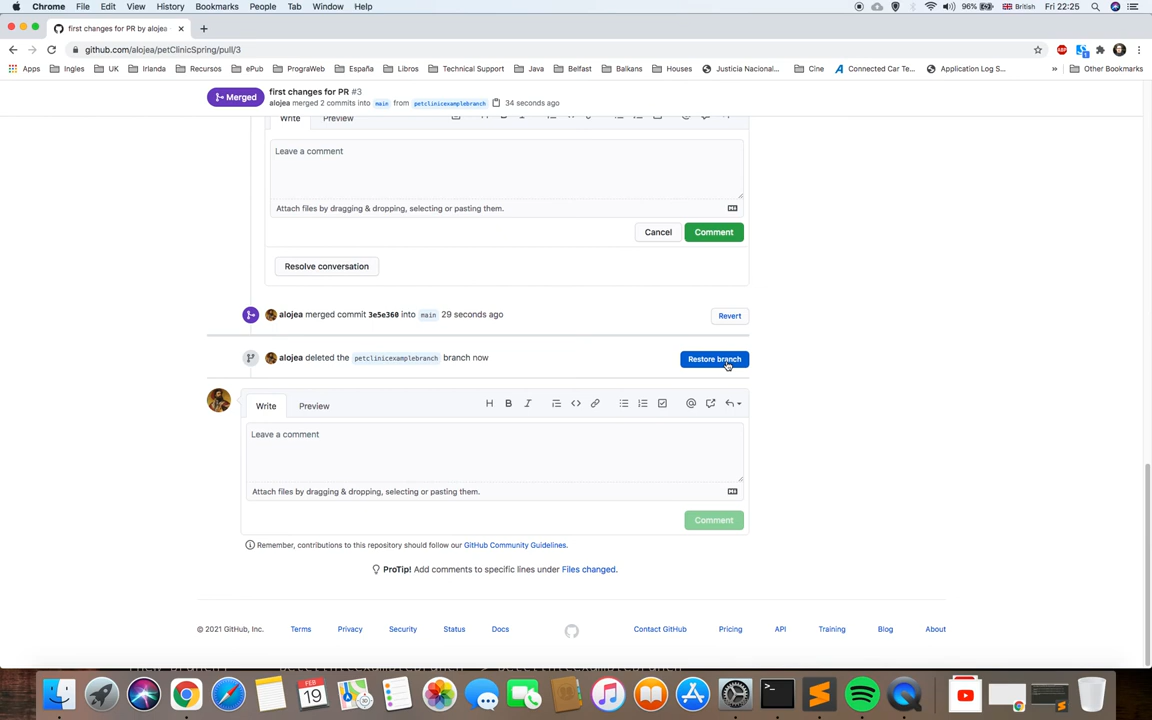 Chrome File Edit View History Bookmarks People Tab Window Help 96% British Fri 22:25
first changes for PR by alojea
github.com/alojea/petClinicSpring/pull/3
Apps Ingles UK Irlanda Recursos ePub PrograWeb España Libros Technical Support Java Belfast Balkans Houses Justicia Nacional... Cine Connected Car Te... Application Log S... » Other Bookmarks
Merged
first changes for PR #3
alojea merged 2 commits into main from petclinicexamplebranch 34 seconds ago
Write Preview
Leave a comment
Attach files by dragging & dropping, selecting or pasting them.
Cancel Comment
Resolve conversation
alojea merged commit 3e5e360 into main 29 seconds ago Revert
alojea deleted the petclinicexamplebranch branch now Restore branch
Write Preview
Leave a comment
Attach files by dragging & dropping, selecting or pasting them.
Comment
Remember, contributions to this repository should follow our GitHub Community Guidelines.
ProTip! Add comments to specific lines under Files changed.
© 2021 GitHub, Inc. Terms Privacy Security Status Docs Contact GitHub Pricing API Training Blog About
FEB
19